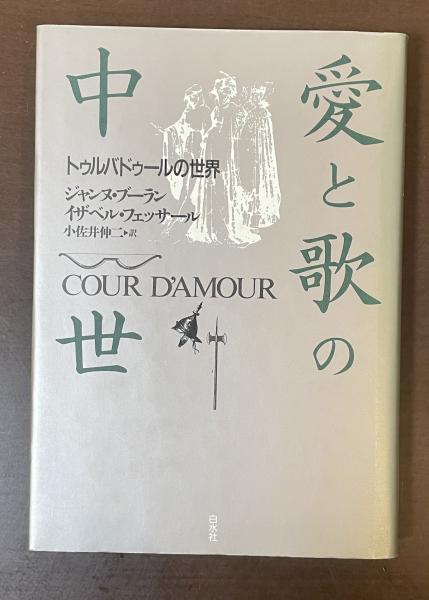 愛と歌の
中世
トゥルバドゥールの世界
ジャンヌ・ブーラン
イザベル・フェッサール
小佐井伸二▶訳
COUR D'AMOUR
白水社